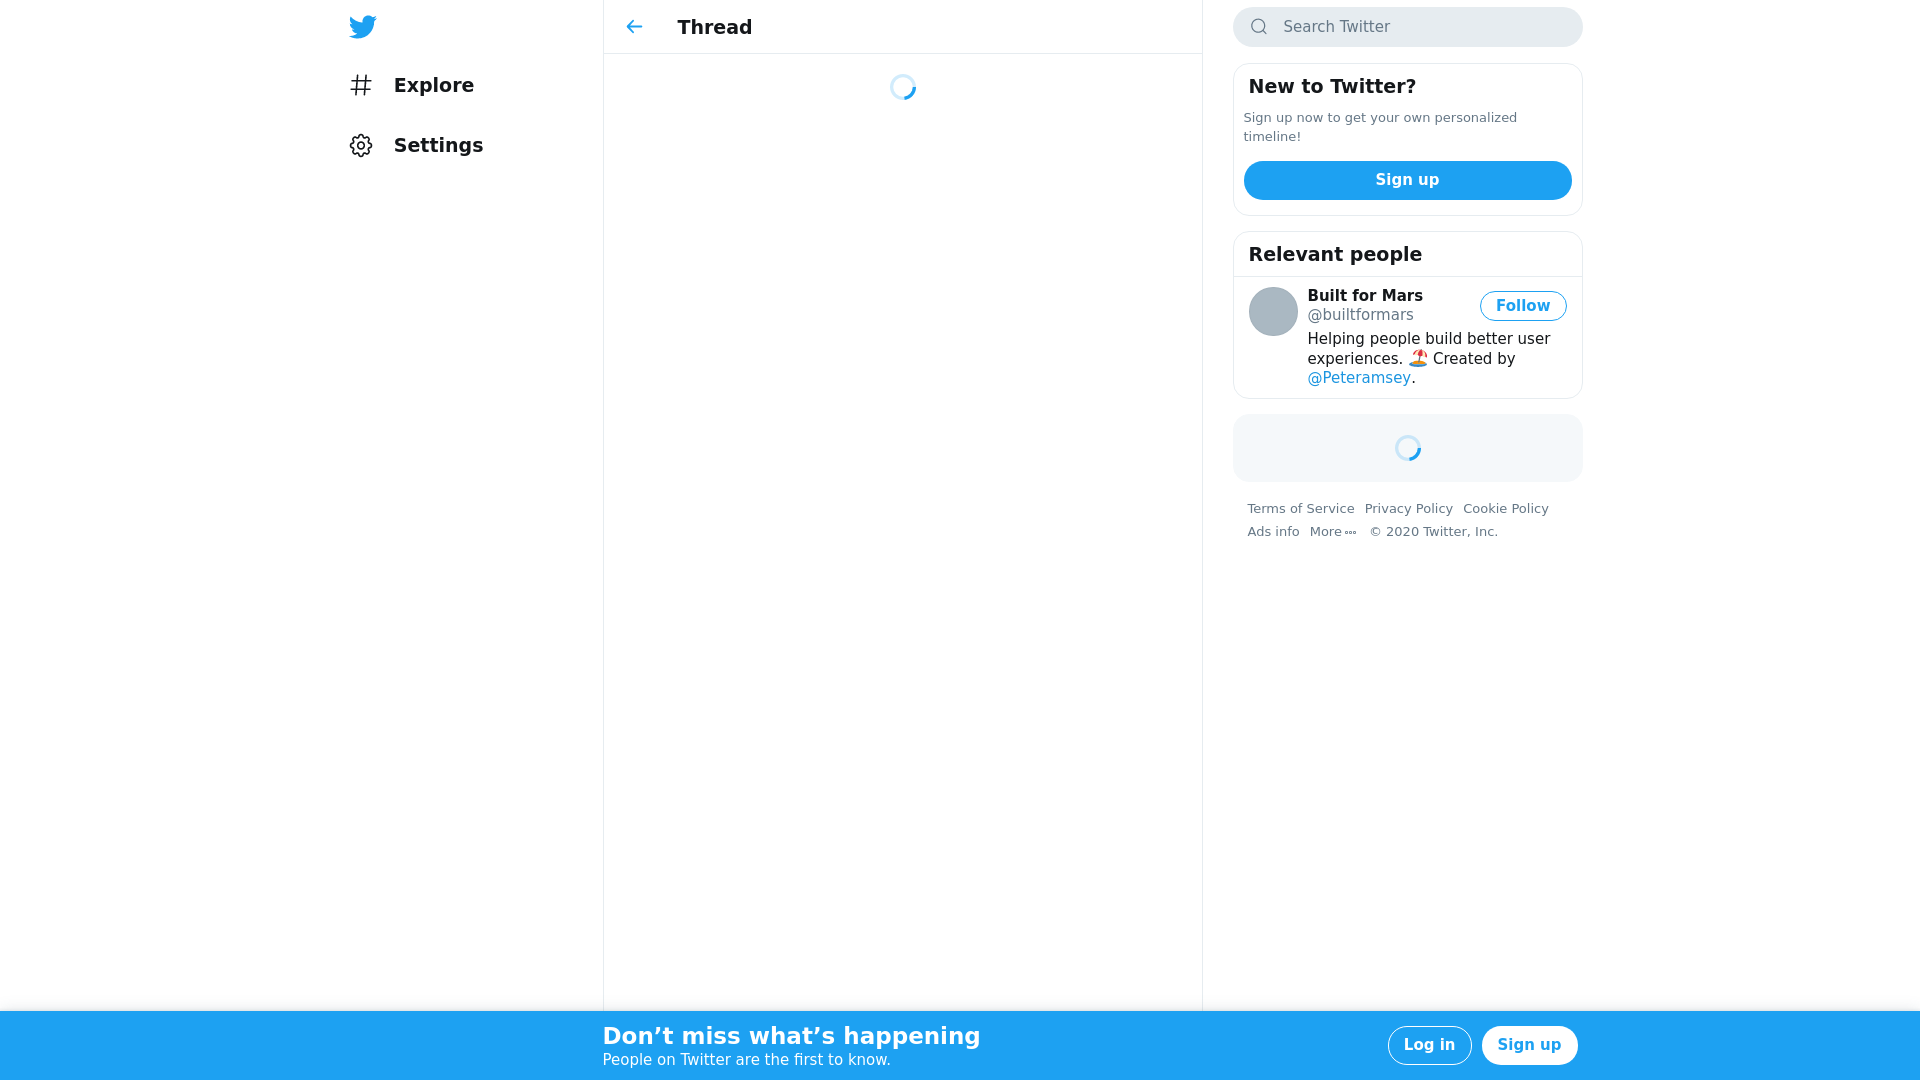 Explore
Settings
Thread
Search Twitter
New to Twitter?
Sign up now to get your own personalized
timeline!
Sign up
Relevant people
Built for Mars
@builtformars
Follow
Helping people build better user
experiences. 🏖 Created by
@Peteramsey.
Terms of Service Privacy Policy Cookie Policy
Ads info More © 2020 Twitter, Inc.
Don’t miss what’s happening
People on Twitter are the first to know.
Log in
Sign up